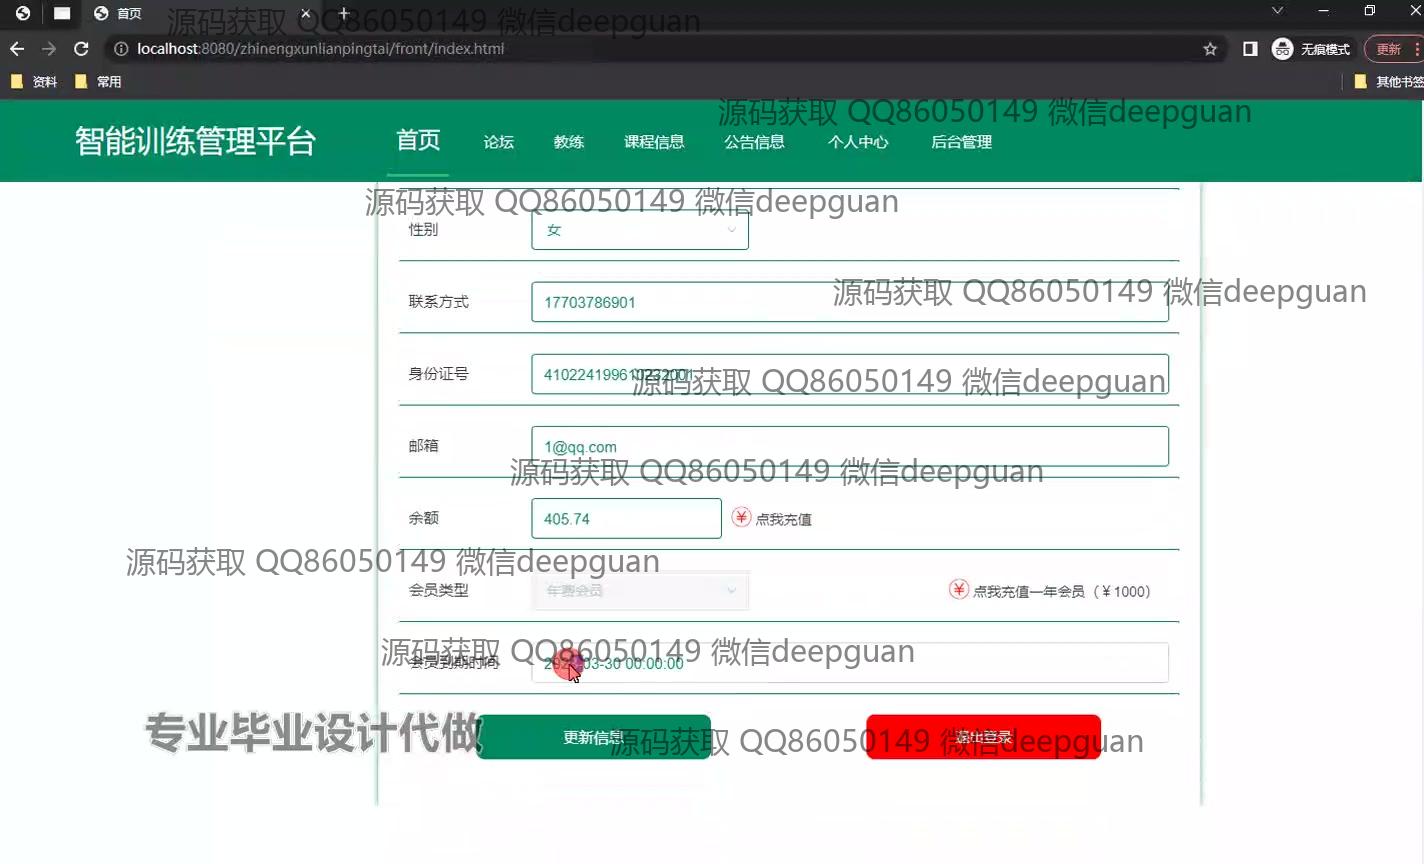 首页
localhost:8080/zhinengxunlianpingtai/front/index.html
无痕模式
更新
资料
常用
其他书签
源码获取 QQ86050149 微信deepguan
源码获取 QQ86050149 微信deepguan
智能训练管理平台
首页
论坛
教练
课程信息
公告信息
个人中心
后台管理
源码获取 QQ86050149 微信deepguan
性别
女
源码获取 QQ86050149 微信deepguan
联系方式
17703786901
身份证号
410224199610232001
源码获取 QQ86050149 微信deepguan
邮箱
1@qq.com
源码获取 QQ86050149 微信deepguan
余额
405.74
点我充值
源码获取 QQ86050149 微信deepguan
会员类型
年费会员
点我充值一年会员（¥1000）
源码获取 QQ86050149 微信deepguan
会员到期时间
03-30 00:00:00
专业毕业设计代做
更新信息
源码获取 QQ86050149 微信deepguan
退出登录